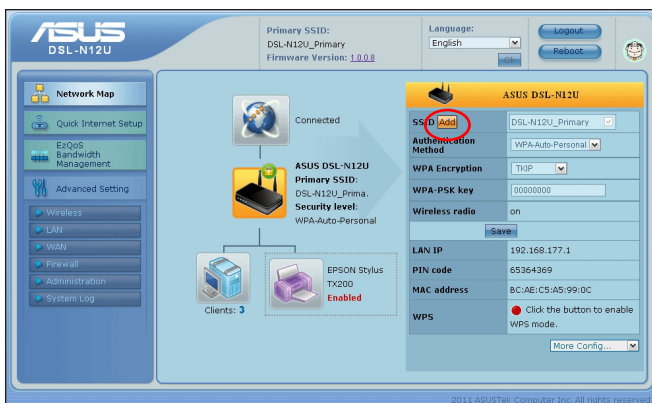 ASUS
DSL-N12U
Primary SSID:
DSL-N12U_Primary
Firmware Version: 1.0.0.8
Language:
English
Ok
Logout
Reboot
Network Map
Quick Internet Setup
EzQoS
Bandwidth
Management
Advanced Setting
Wireless
LAN
WAN
Firewall
Administration
System Log
Connected
ASUS DSL-N12U
Primary SSID:
DSL-N12U_Prima.
Security level:
WPA-Auto-Personal
Clients: 3
EPSON Stylus
TX200
Enabled
ASUS DSL-N12U
SSID Add DSL-N12U_Primary
Authentication
Method WPA-Auto-Personal
WPA Encryption TKIP
WPA-PSK key 00000000
Wireless radio on
Save
LAN IP 192.168.177.1
PIN code 65364369
MAC address BC:AE:C5:A5:99:0C
WPS Click the button to enable
WPS mode.
More Config...
2011 ASUSTek Computer Inc. All rights reserved